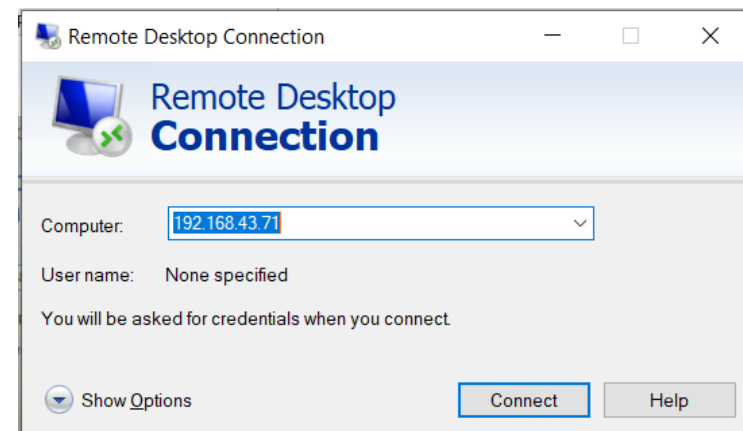 Remote Desktop Connection
Remote Desktop
Connection
Computer: 192.168.43.71
User name: None specified
You will be asked for credentials when you connect.
Show Options Connect Help